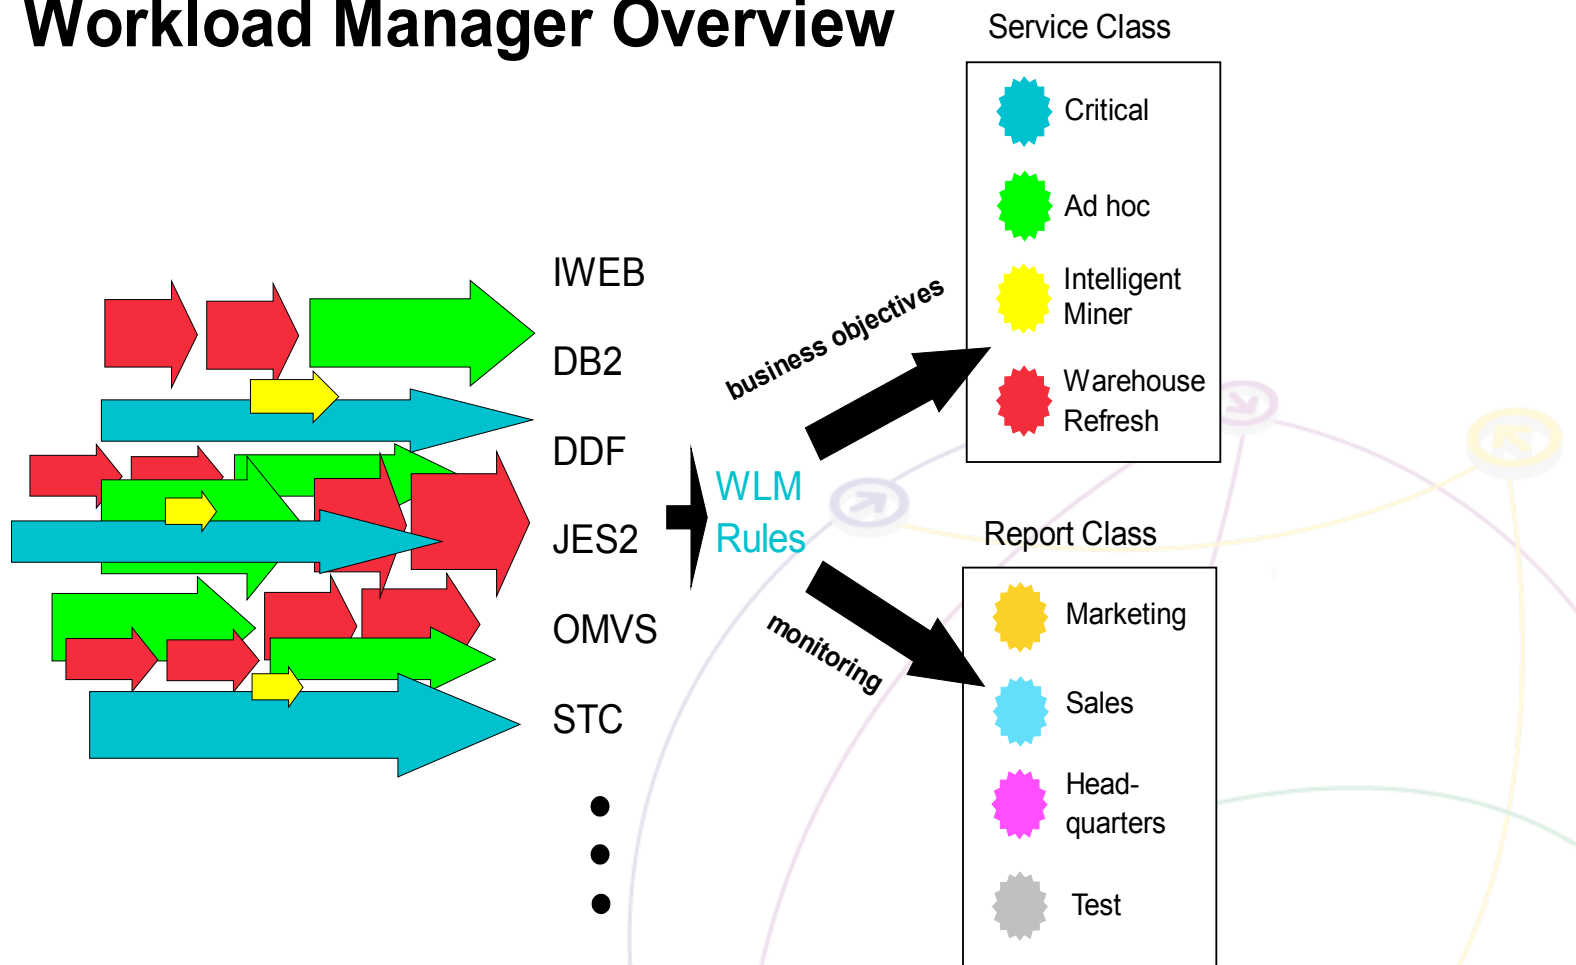 Workload Manager Overview
Service Class
Critical
Ad hoc
Intelligent
Miner
Warehouse
Refresh
IWEB
DB2
DDF
JES2
OMVS
STC
WLM
Rules
business objectives
monitoring
Report Class
Marketing
Sales
Head-
quarters
Test